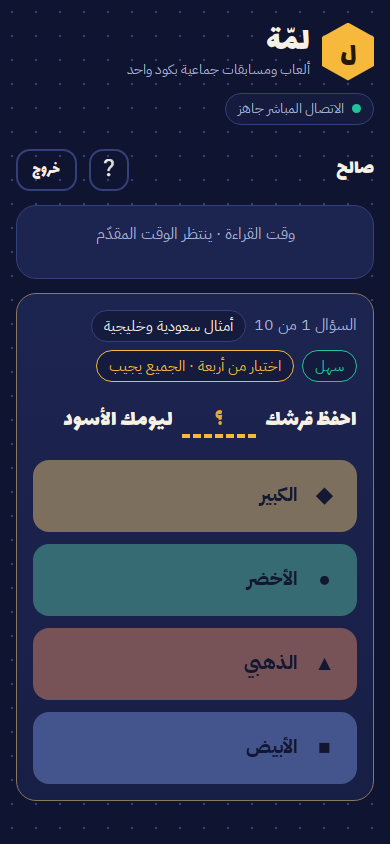 ل
لمّة
ألعاب ومسابقات جماعية بكود واحد
الاتصال المباشر جاهز
صالح
؟
خروج
وقت القراءة · ينتظر الوقت المقدّم
السؤال 1 من 10
أمثال سعودية وخليجية
سهل
اختيار من أربعة · الجميع يجيب
احفظ قرشك ؟ ليومك الأسود
الكبير
الأخضر
الذهبي
الأبيض